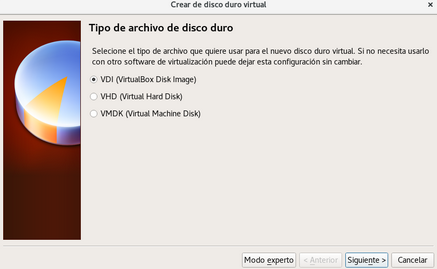 Crear de disco duro virtual
Tipo de archivo de disco duro
Selecione el tipo de archivo que quiere usar para el nuevo disco duro virtual. Si no necesita usarlo
con otro software de virtualización puede dejar esta configuración sin cambiar.
VDI (VirtualBox Disk Image)
VHD (Virtual Hard Disk)
VMDK (Virtual Machine Disk)
Modo experto < Anterior Siguiente > Cancelar